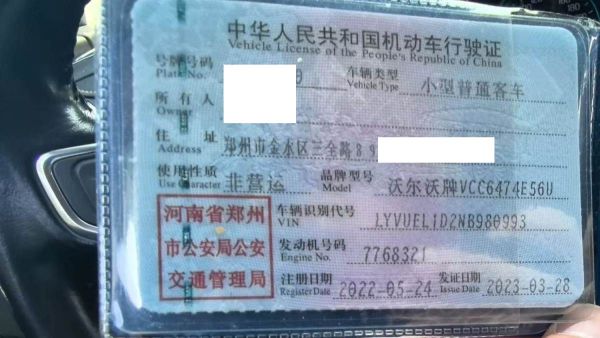 中华人民共和国机动车行驶证
Vehicle License of the People's Republic of China
号牌号码 0 车辆类型 小型普通客车
Plate No. Vehicle Type
所有人
Owner
住址 郑州市金水区三全路89
Address
使用性质 非营运 品牌型号 沃尔沃牌VCC6474E56U
Use Character Model
河南省郑州
市公安局公安
交通管理局
车辆识别代号 LYVUEL1D2NB980993
VIN
发动机号码 7768321
Engine No.
注册日期 2022-05-24 发证日期 2023-03-28
Register Date Issue Date